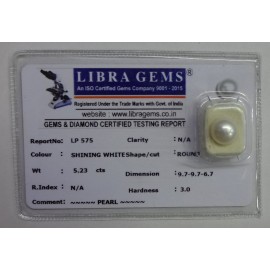 LIBRA GEMS
An ISO Certified Gems Company 9001 - 2015
Registered Under the Trade Marks with Govt. of India
website : www.libragems.co.in
GEMS & DIAMOND CERTIFIED TESTING REPORT
ReportNo: LP 575 Clarity : N/A
Colour : SHINING WHITE Shape/cut : ROUND
Weight : 5.23 cts Dimension : 9.7-9.7-6.7
R.Index : N/A Hardness : 3.0
Comment : ~~~~~ PEARL ~~~~~